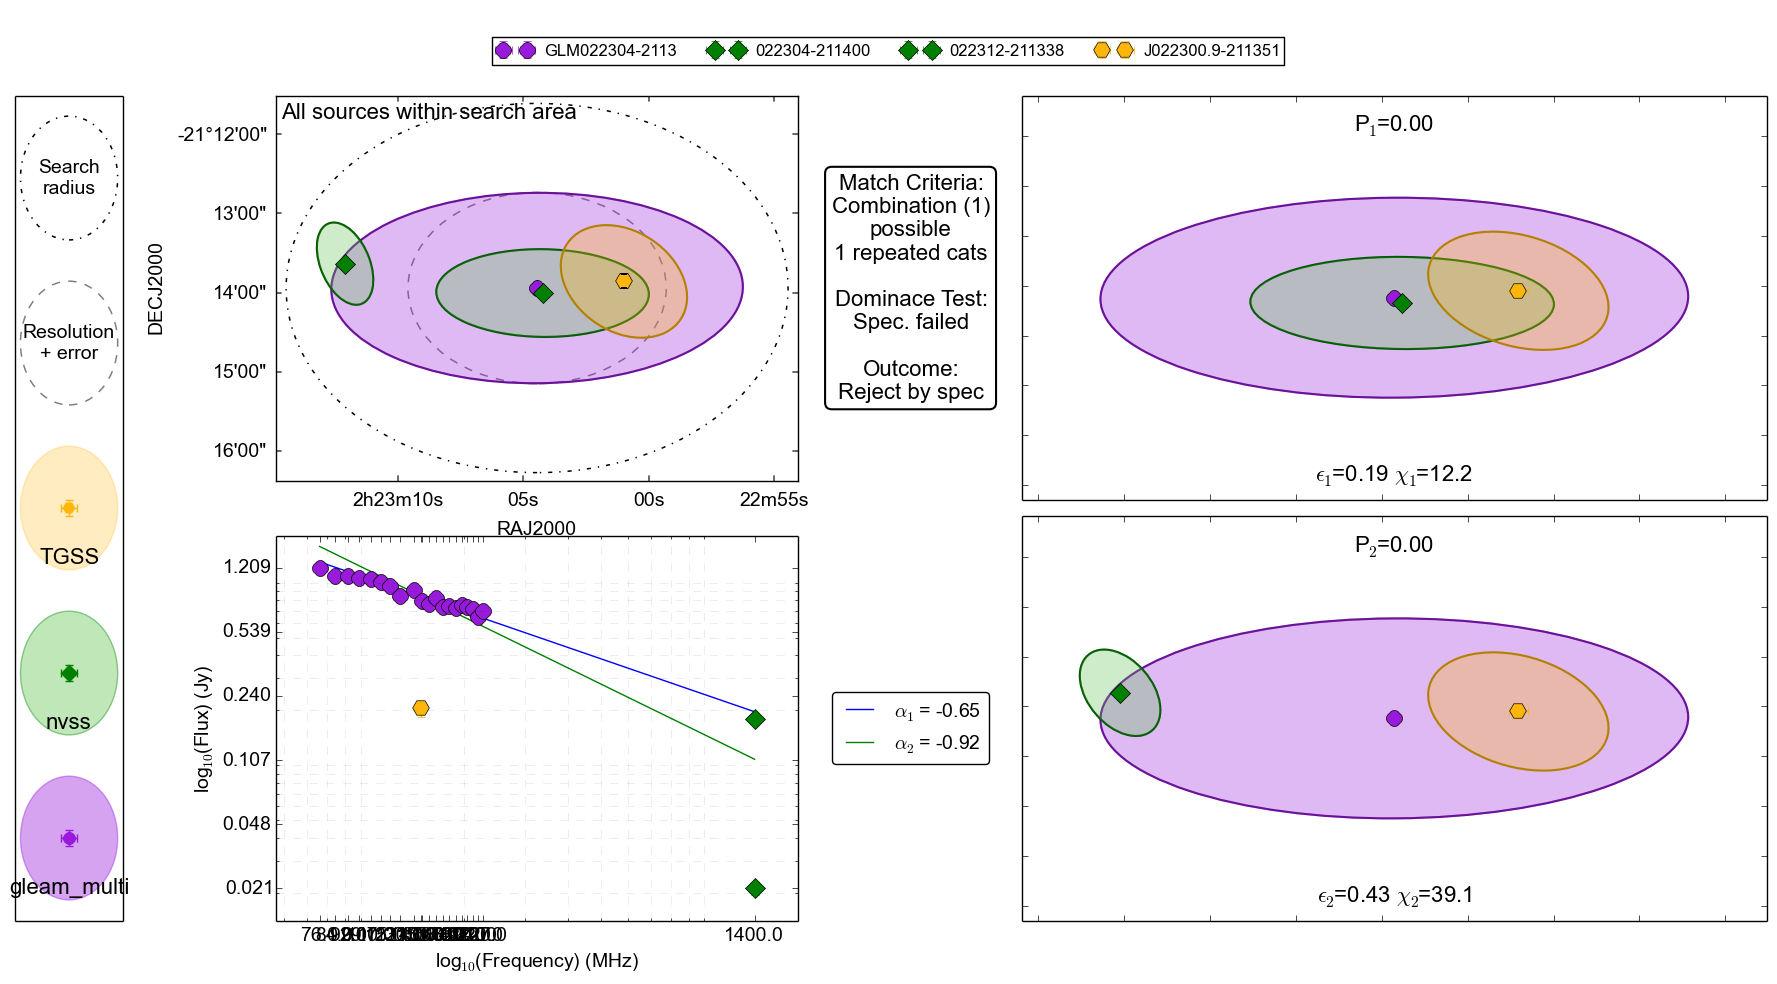 GLM022304-2113 022304-211400 022312-211338 J022300.9-211351
Search
radius
Resolution
+ error
TGSS
nvss
gleam_multi
All sources within search area
DECJ2000
-21°12'00"
13'00"
14'00"
15'00"
16'00"
2h23m10s 05s 00s 22m55s
RAJ2000
Match Criteria:
Combination (1)
possible
1 repeated cats
Dominace Test:
Spec. failed
Outcome:
Reject by spec
P1=0.00
ϵ1=0.19 χ1=12.2
log10(Flux) (Jy)
1.209
0.539
0.240
0.107
0.048
0.021
1400.0
log10(Frequency) (MHz)
α1 = -0.65
α2 = -0.92
P2=0.00
ϵ2=0.43 χ2=39.1